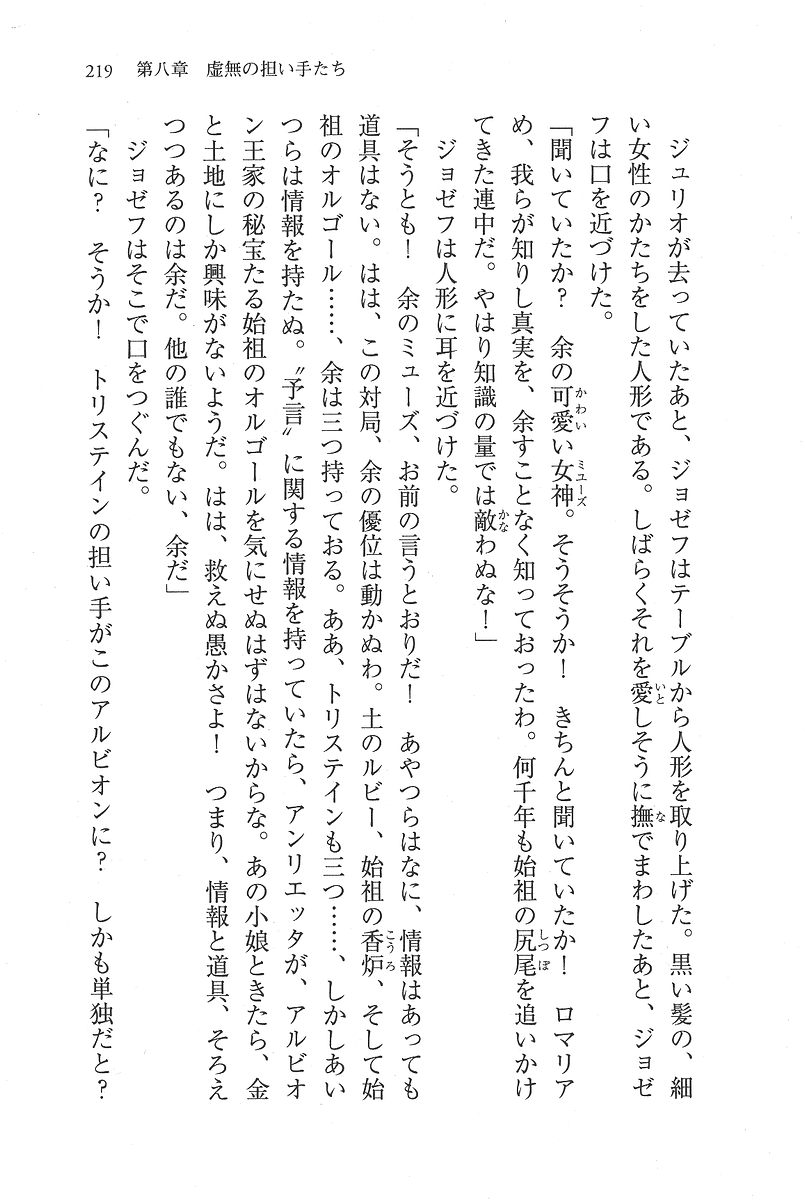 219　第八章　虚無の担い手たち
　ジュリオが去っていたあと、ジョゼフはテーブルから人形を取り上げた。黒い髪の、細
い女性のかたちをした人形である。しばらくそれを愛しそうに撫でまわしたあと、ジョゼ
フは口を近づけた。
「聞いていたか？　余の可愛い女神。そうそうか！　きちんと聞いていたか！　ロマリア
め、我らが知りし真実を、余すことなく知っておったわ。何千年も始祖の尻尾を追いかけ
てきた連中だ。やはり知識の量では敵わぬな！」
　ジョゼフは人形に耳を近づけた。
「そうとも！　余のミューズ、お前の言うとおりだ！　あやつらはなに、情報はあっても
道具はない。はは、この対局、余の優位は動かぬわ。土のルビー、始祖の香炉、そして始
祖のオルゴール……、余は三つ持っておる。ああ、トリステインも三つ……、しかしあい
つらは情報を持たぬ。〝予言〟に関する情報を持っていたら、アンリエッタが、アルビオ
ン王家の秘宝たる始祖のオルゴールを気にせぬはずはないからな。あの小娘ときたら、金
と土地にしか興味がないようだ。はは、救えぬ愚かさよ！　つまり、情報と道具、そろえ
つつあるのは余だ。他の誰でもない、余だ」
　ジョゼフはそこで口をつぐんだ。
「なに？　そうか！　トリステインの担い手がこのアルビオンに？　しかも単独だと？